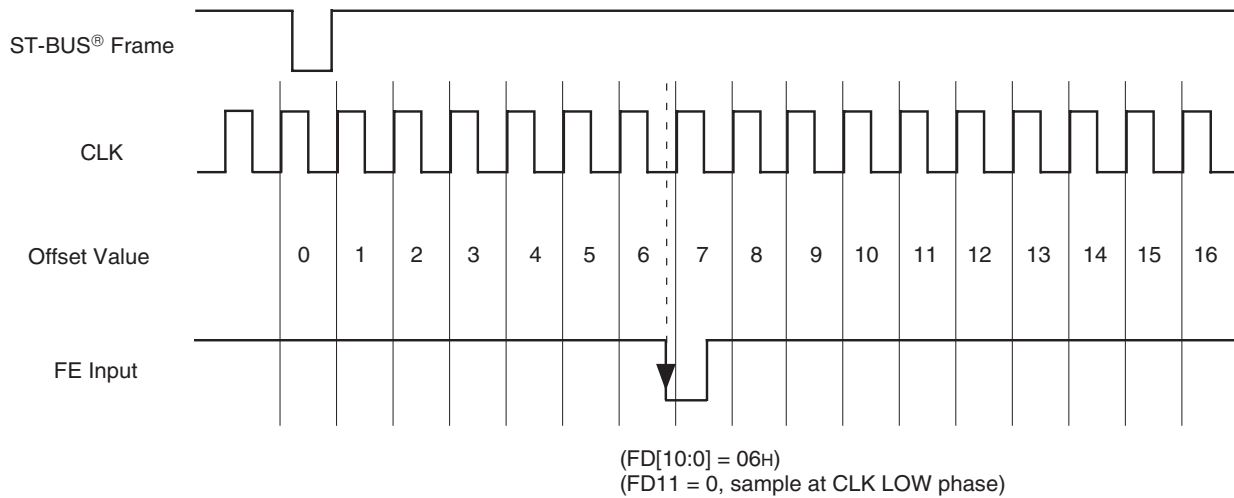 ST-BUS® Frame
CLK
Offset Value
0 1 2 3 4 5 6 7 8 9 10 11 12 13 14 15 16
FE Input
(FD[10:0] = 06H)
(FD11 = 0, sample at CLK LOW phase)